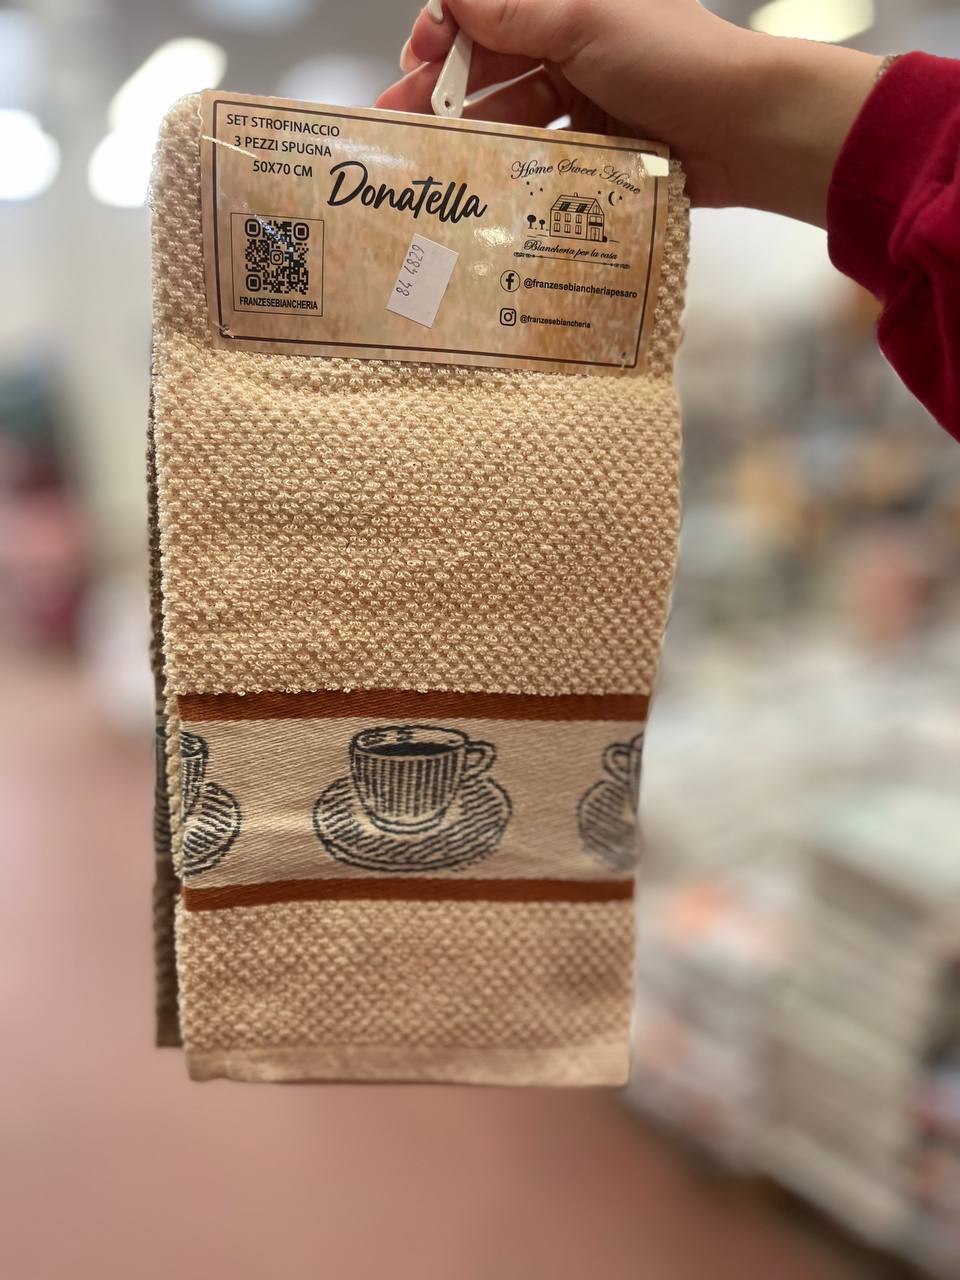 SET STROFINACCIO
3 PEZZI SPUGNA
50X70 CM
Donatella
FRANZESEBIANCHERIA
84 4829
Home Sweet Home
Biancheria per la casa
@franzesebiancheriapesaro
@franzesebiancheria